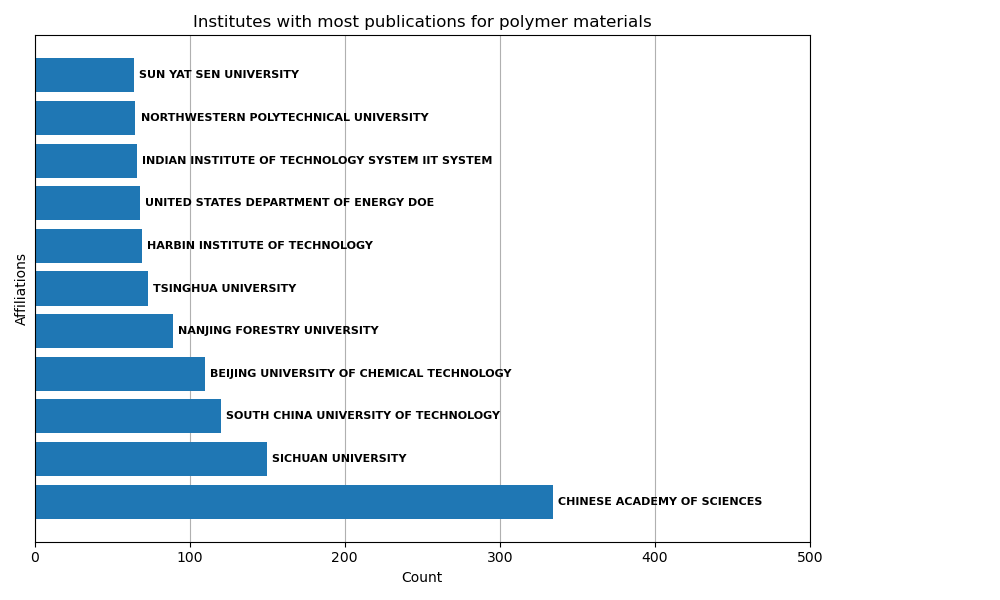 Institutes with most publications for polymer materials
SUN YAT SEN UNIVERSITY
NORTHWESTERN POLYTECHNICAL UNIVERSITY
INDIAN INSTITUTE OF TECHNOLOGY SYSTEM IIT SYSTEM
UNITED STATES DEPARTMENT OF ENERGY DOE
HARBIN INSTITUTE OF TECHNOLOGY
TSINGHUA UNIVERSITY
NANJING FORESTRY UNIVERSITY
BEIJING UNIVERSITY OF CHEMICAL TECHNOLOGY
SOUTH CHINA UNIVERSITY OF TECHNOLOGY
SICHUAN UNIVERSITY
CHINESE ACADEMY OF SCIENCES
Affiliations
0 100 200 300 400 500
Count